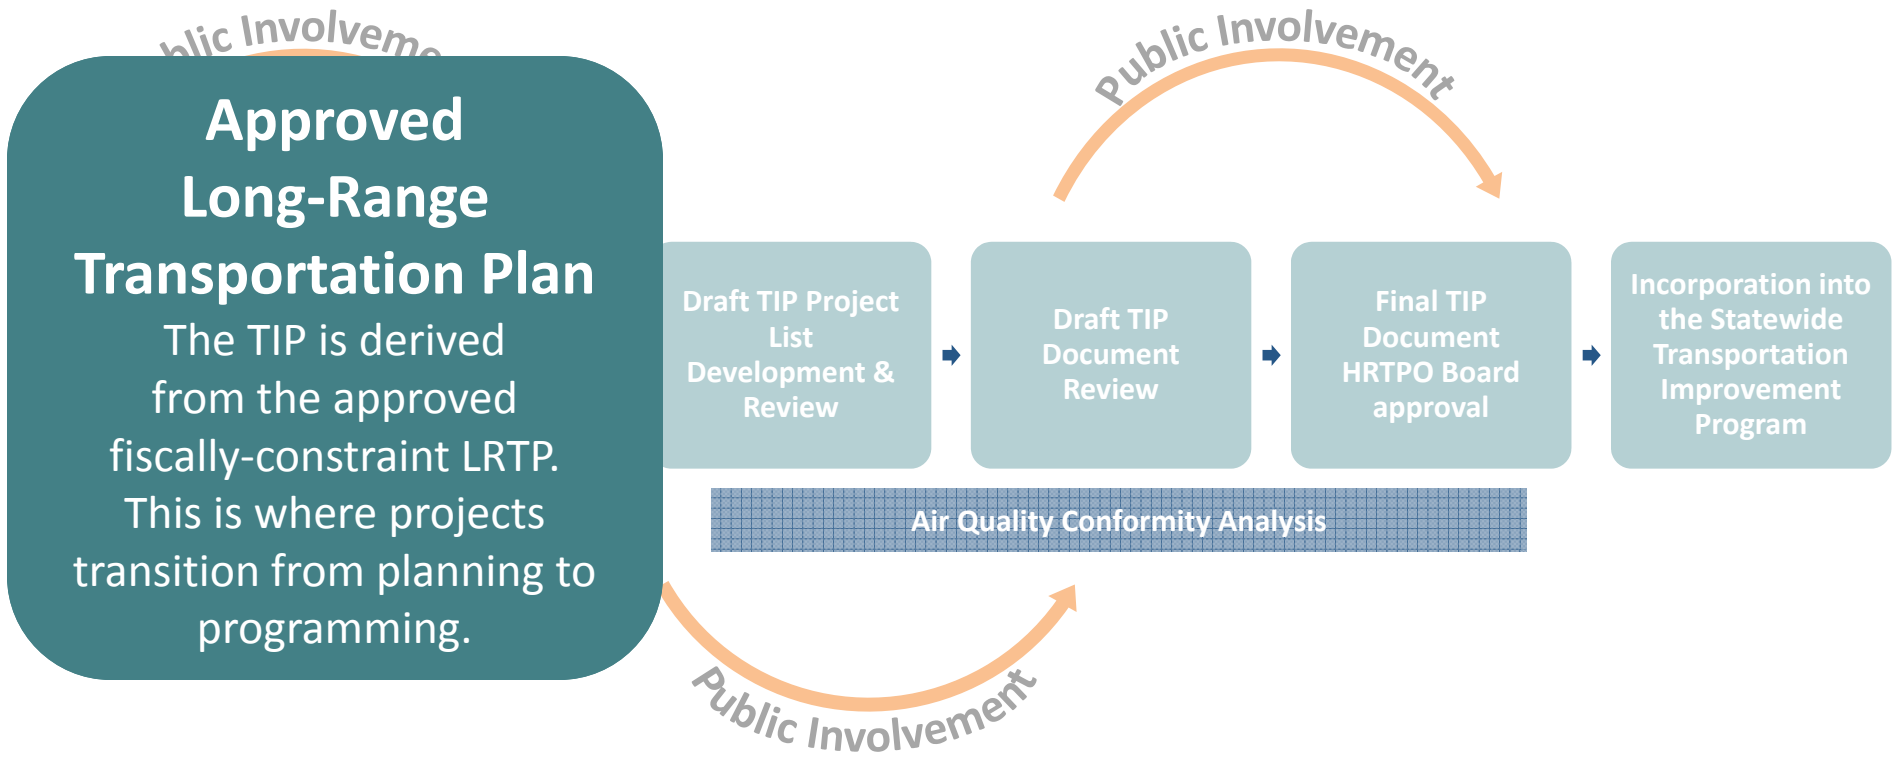 Involvem
Public Involvement
Approved
Long-Range
Transportation Plan
The TIP is derived
from the approved
fiscally-constraint LRTP.
This is where projects
transition from planning to
programming.
Draft TIP Project
List
Development &
Review
Draft TIP
Document
Review
Final TIP
Document
HRTPO Board
approval
Incorporation into
the Statewide
Transportation
Improvement
Program
Air Quality Conformity Analysis
Public Involvement